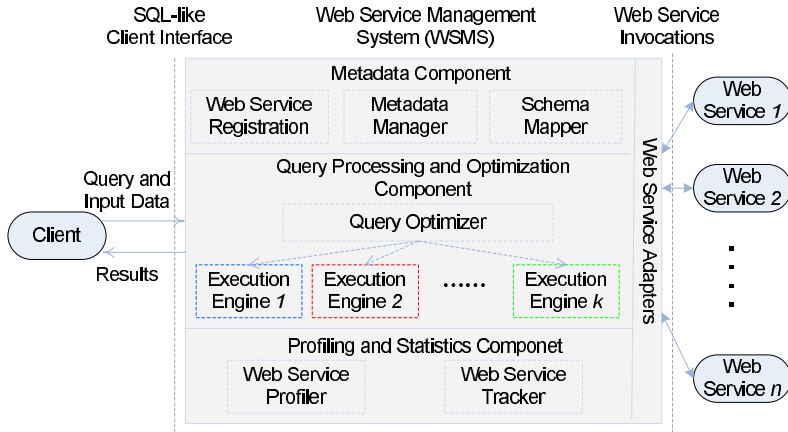 SQL-like
Client Interface
Web Service Management
System (WSMS)
Web Service
Invocations
Metadata Component
Web Service
Registration
Metadata
Manager
Schema
Mapper
Query Processing and Optimization
Component
Query Optimizer
Execution
Engine 1
Execution
Engine 2
......
Execution
Engine k
Profiling and Statistics Componet
Web Service
Profiler
Web Service
Tracker
Web Service Adapters
Query and
Input Data
Client
Results
Web
Service 1
Web
Service 2
Web
Service n